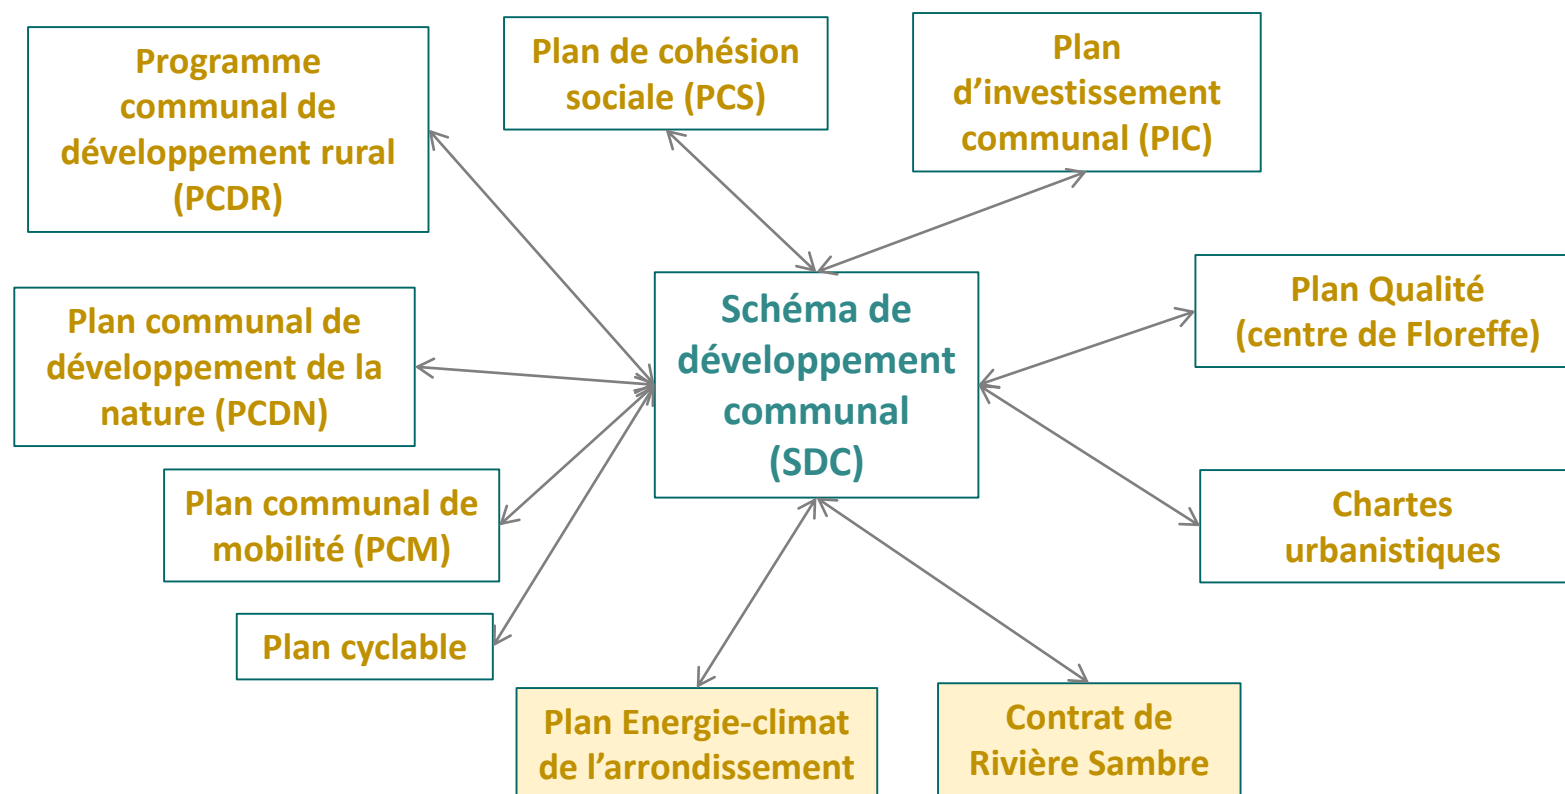 Programme
communal de
développement rural
(PCDR)
Plan de cohésion
sociale (PCS)
Plan
d’investissement
communal (PIC)
Plan communal de
développement de la
nature (PCDN)
Schéma de
développement
communal
(SDC)
Plan Qualité
(centre de Floreffe)
Plan communal de
mobilité (PCM)
Chartes
urbanistiques
Plan cyclable
Plan Energie-climat
de l’arrondissement
Contrat de
Rivière Sambre